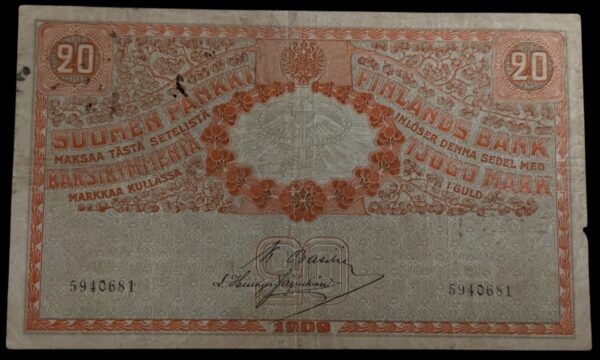 20 20
SUOMEN PANKKI
MAKSAA TÄSTÄ SETELISTÄ
KAKSIKYMMENTÄ
MARKKAA KULLASSA
FINLANDS BANK
INLÖSER DENNA SEDEL MED
TJUGO MARK
I GULD
20
5940681 5940681
1909